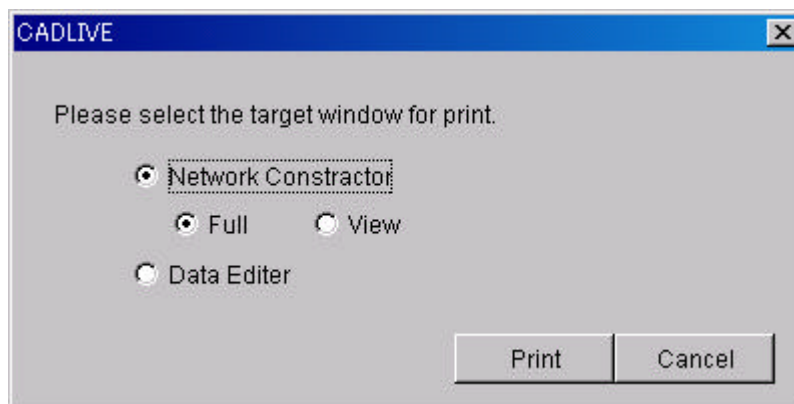 CADLIVE
Please select the target window for print.
Network Constractor
Full View
Data Editer
Print Cancel